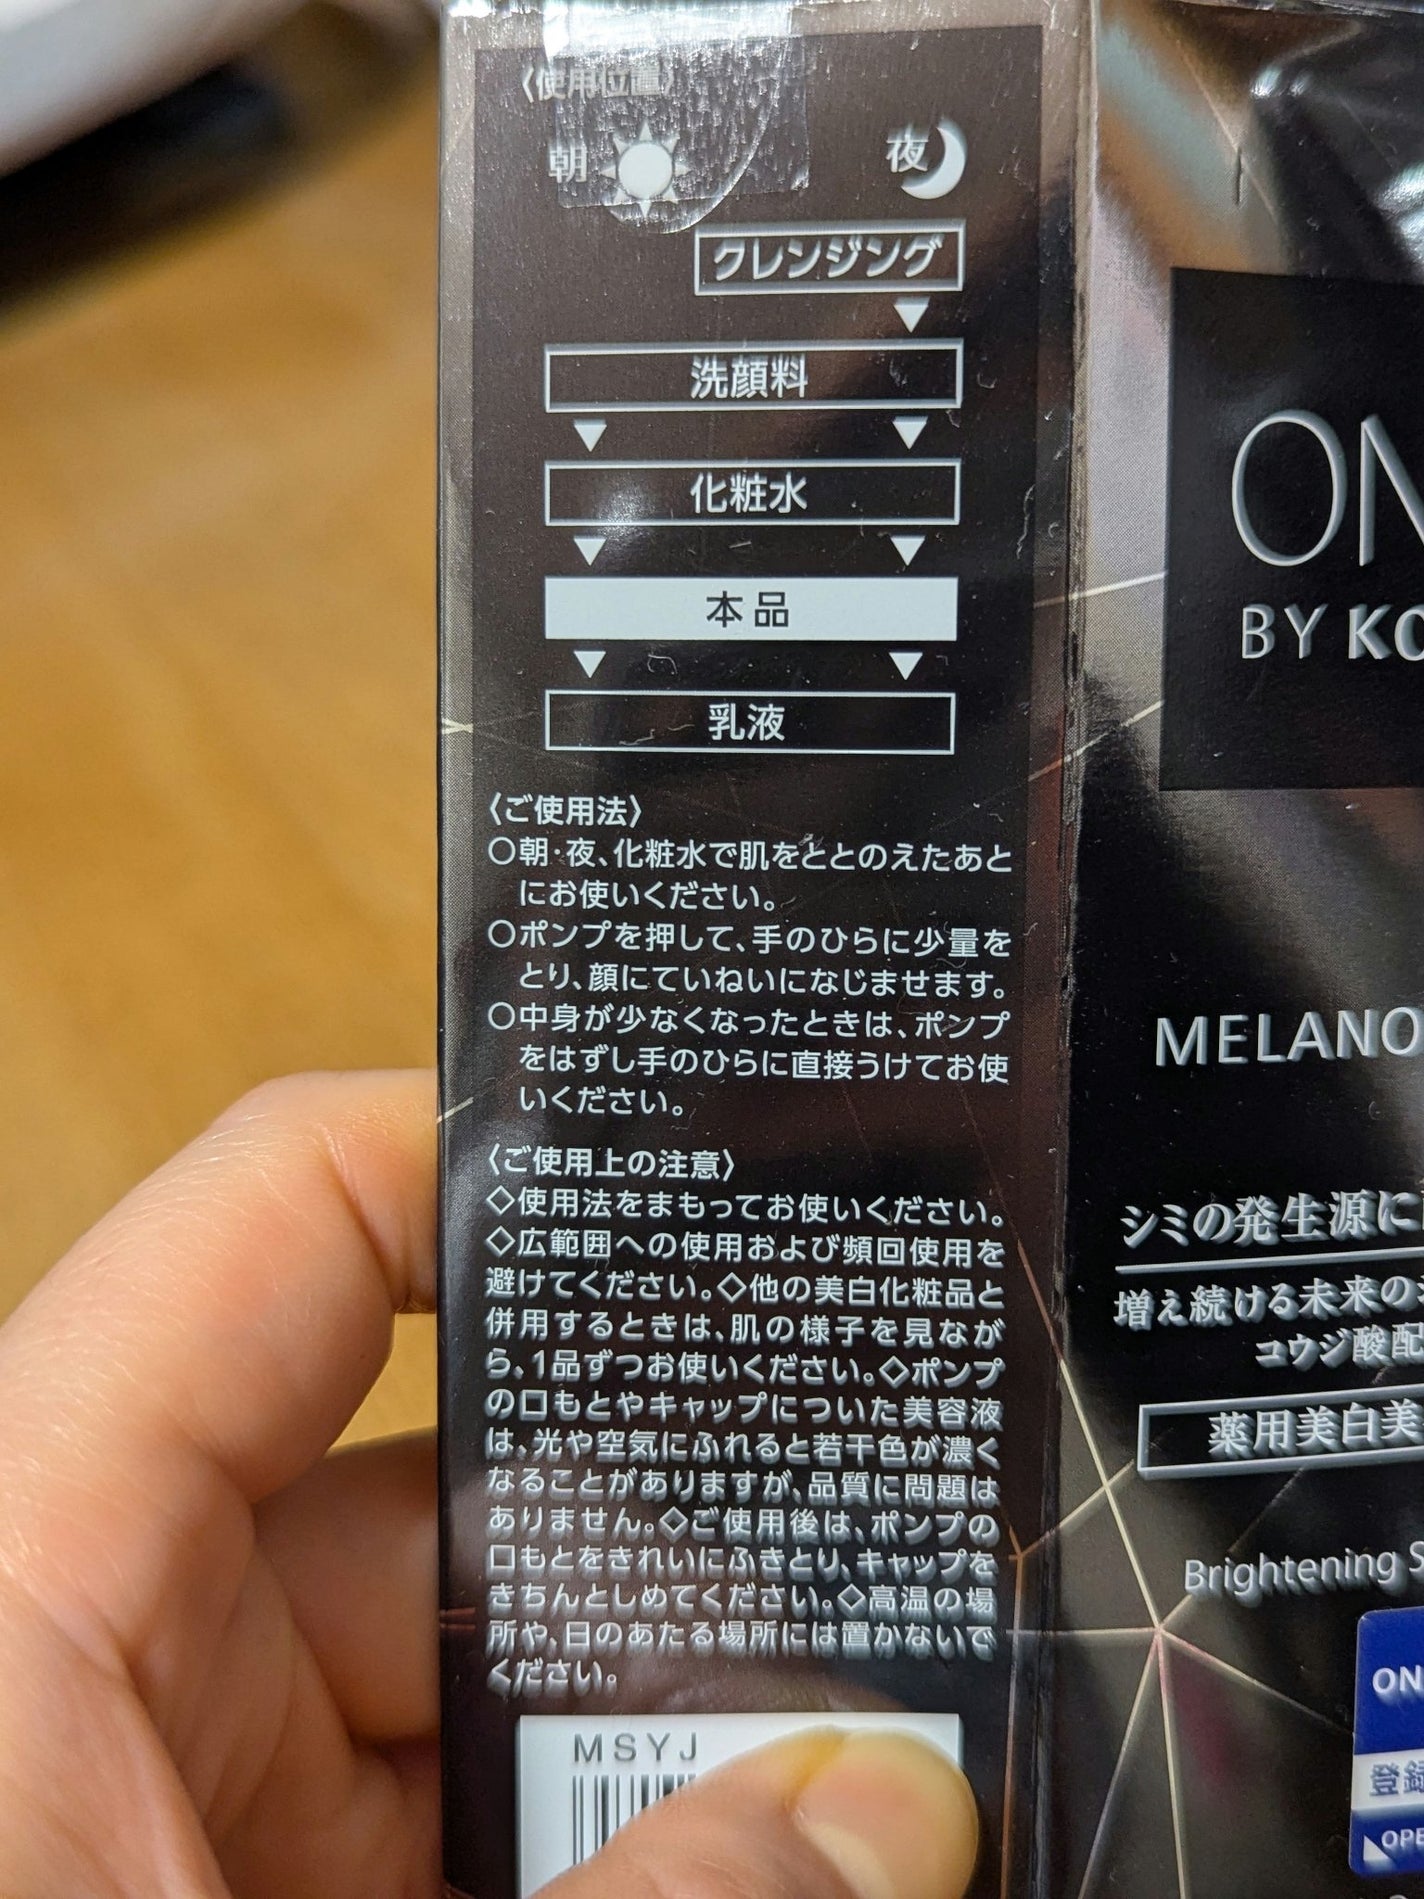 〈使用位置〉
朝 夜
クレンジング
洗顔料
化粧水
本品
乳液
〈ご使用法〉
○朝・夜、化粧水で肌をととのえたあと
にお使いください。
○ポンプを押して、手のひらに少量を
とり、顔にていねいになじませます。
○中身が少なくなったときは、ポンプ
をはずし手のひらに直接うけてお使
いください。
〈ご使用上の注意〉
◇使用法をまもってお使いください。
◇広範囲への使用および頻回使用を
避けてください。◇他の美白化粧品と
併用するときは、肌の様子を見なが
ら、1品ずつお使いください。◇ポンプ
の口もとやキャップについた美容液
は、光や空気にふれると若干色が濃く
なることがありますが、品質に問題は
ありません。◇ご使用後は、ポンプの
口もとをきれいにふきとり、キャップを
きちんとしめてください。◇高温の場
所や、日のあたる場所には置かないで
ください。
MSYJ
ON
BY KO
MELANO
シミの発生源に
増え続ける未来の
コウジ酸配
薬用美白美
Brightening S
ON
登録
OPE